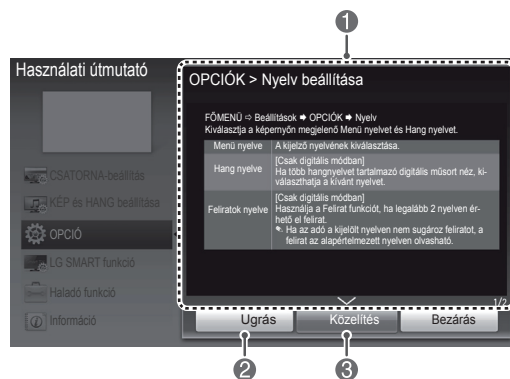 1
Használati útmutató
CSATORNA-beállítás
KÉP és HANG beállítása
OPCIÓ
LG SMART funkció
Haladó funkció
Információ
OPCIÓK > Nyelv beállítása
FŐMENÜ ⇨ Beállítások ➡ OPCIÓK ➡ Nyelv
Kiválasztja a képernyőn megjelenő Menü nyelvet és Hang nyelvet.
Menü nyelve A kijelző nyelvének kiválasztása.
Hang nyelve [Csak digitális módban]
Ha több hangnyelvet tartalmazó digitális műsort néz, ki-
választhatja a kívánt nyelvet.
Feliratok nyelve [Csak digitális módban]
Használja a Felirat funkciót, ha legalább 2 nyelven ér-
hető el felirat.
Ha az adó a kijelölt nyelven nem sugároz feliratot, a
felirat az alapértelmezett nyelven olvasható.
1/2
Ugrás Közelítés Bezárás
2 3